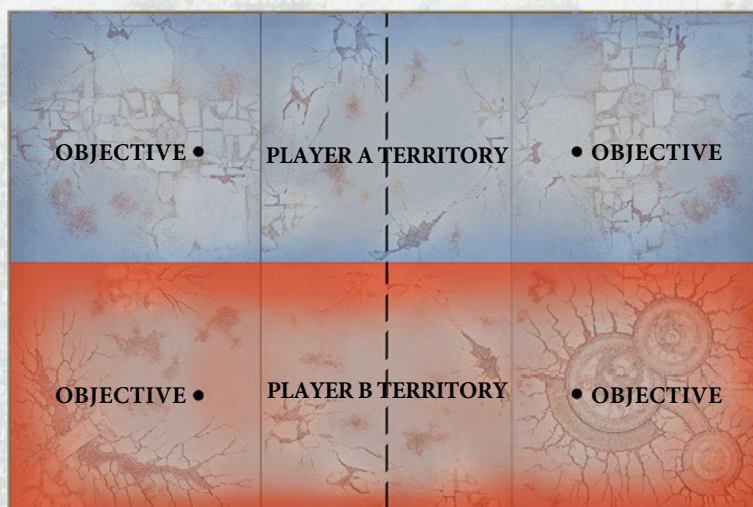 OBJECTIVE
PLAYER A TERRITORY
OBJECTIVE
OBJECTIVE
PLAYER B TERRITORY
OBJECTIVE